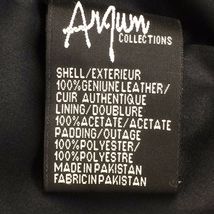 Arjun
COLLECTIONS
SHELL/EXTERIEUR
100%GENIUNE LEATHER/
CUIR AUTHENTIQUE
LINING/DOUBLURE
100%ACETATE/ACETATE
PADDING/OUTAGE
100%POLYESTER/
100%POLYESTRE
MADE IN PAKISTAN
FABRIC IN PAKISTAN